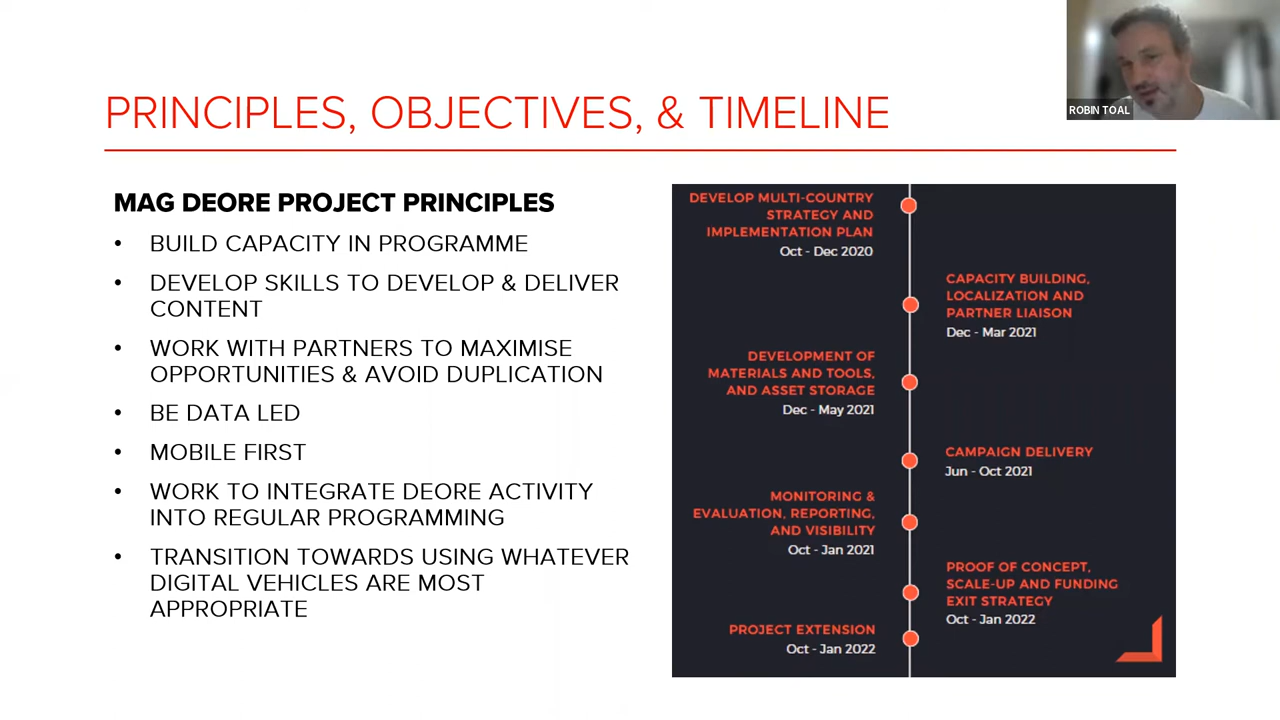 ROBIN TOAL
PRINCIPLES, OBJECTIVES, & TIMELINE
MAG DEORE PROJECT PRINCIPLES
• BUILD CAPACITY IN PROGRAMME
• DEVELOP SKILLS TO DEVELOP & DELIVER
CONTENT
• WORK WITH PARTNERS TO MAXIMISE
OPPORTUNITIES & AVOID DUPLICATION
• BE DATA LED
• MOBILE FIRST
• WORK TO INTEGRATE DEORE ACTIVITY
INTO REGULAR PROGRAMMING
• TRANSITION TOWARDS USING WHATEVER
DIGITAL VEHICLES ARE MOST
APPROPRIATE
DEVELOP MULTI-COUNTRY
STRATEGY AND
IMPLEMENTATION PLAN
Oct - Dec 2020
CAPACITY BUILDING,
LOCALIZATION AND
PARTNER LIAISON
Dec - Mar 2021
DEVELOPMENT OF
MATERIALS AND TOOLS,
AND ASSET STORAGE
Dec - May 2021
CAMPAIGN DELIVERY
Jun - Oct 2021
MONITORING &
EVALUATION, REPORTING,
AND VISIBILITY
Oct - Jan 2021
PROOF OF CONCEPT,
SCALE-UP AND FUNDING
EXIT STRATEGY
Oct - Jan 2022
PROJECT EXTENSION
Oct - Jan 2022